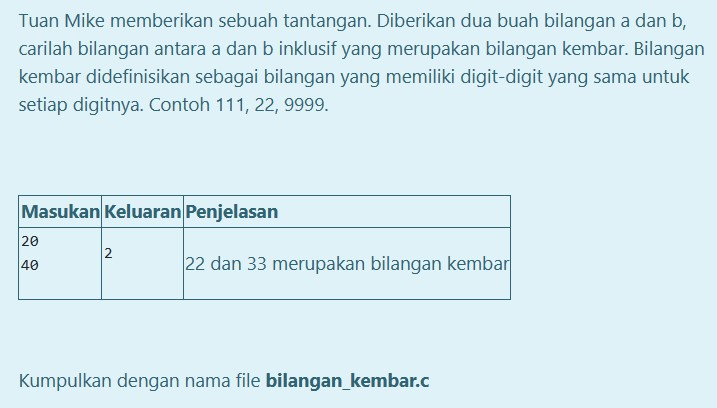 Tuan Mike memberikan sebuah tantangan. Diberikan dua buah bilangan a dan b,
carilah bilangan antara a dan b inklusif yang merupakan bilangan kembar. Bilangan
kembar didefinisikan sebagai bilangan yang memiliki digit-digit yang sama untuk
setiap digitnya. Contoh 111, 22, 9999.
Masukan Keluaran Penjelasan
20
40
2
22 dan 33 merupakan bilangan kembar
Kumpulkan dengan nama file bilangan_kembar.c